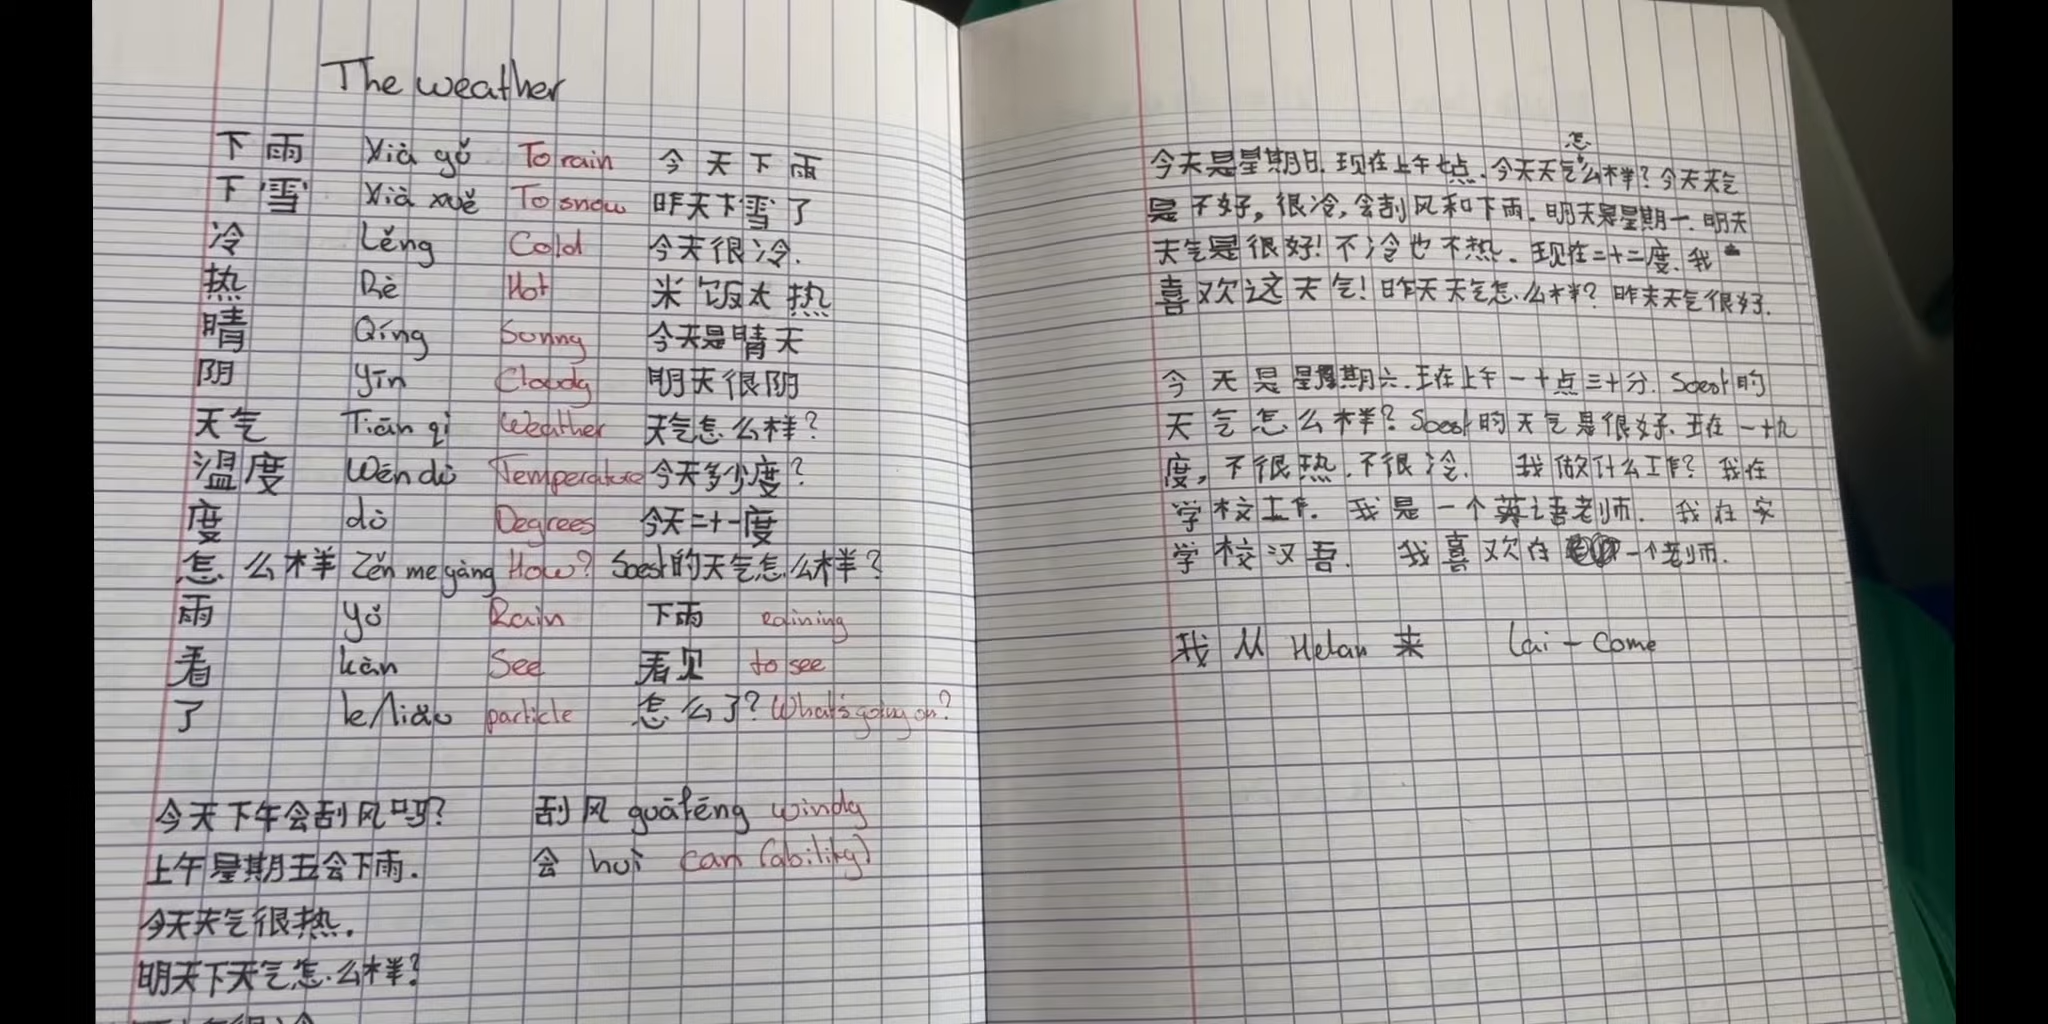 The weather
下雨 Xià yǔ To rain 今天下雨
下雪 Xià xuě To snow 昨天下雪了
冷 Lěng Cold 今天很冷.
热 Rè Hot 米饭太热
晴 Qíng Sunny 今天是晴天
阴 Yīn Cloudy 明天很阴
天气 Tiān qì Weather 天气怎么样?
温度 Wēn dù Temperature 今天多少度?
度 dù Degrees 今天二十一度
怎么样 Zěn me yàng How? Soest的天气怎么样?
雨 yǔ Rain 下雨 raining
看 kàn See 看见 to see
了 le/liǎo particle 怎么了? What's going on?
今天下午会刮风吗? 刮风 guāfēng windy
上午星期五会下雨. 会 huì can (ability)
今天天气很热.
明天下天气怎么样?
怎
今天是星期日. 现在上午七点. 今天天气么样? 今天天气
是不好, 很冷, 会刮风和下雨. 明天是星期一. 明天
天气是很好! 不冷也不热. 现在二十二度. 我
喜欢这天气! 昨天天气怎么样? 昨天天气很好.
今天是星期六. 王在上午一十点三十分. Soest的
天气怎么样? Soest的天气是很好. 王在一十九
度, 不很热. 不很冷. 我做什么工作? 我在
学校工作. 我是一个英语老师. 我在安
学校汉吾. 我喜欢在一个老师.
我从 Helan 来 lai - come